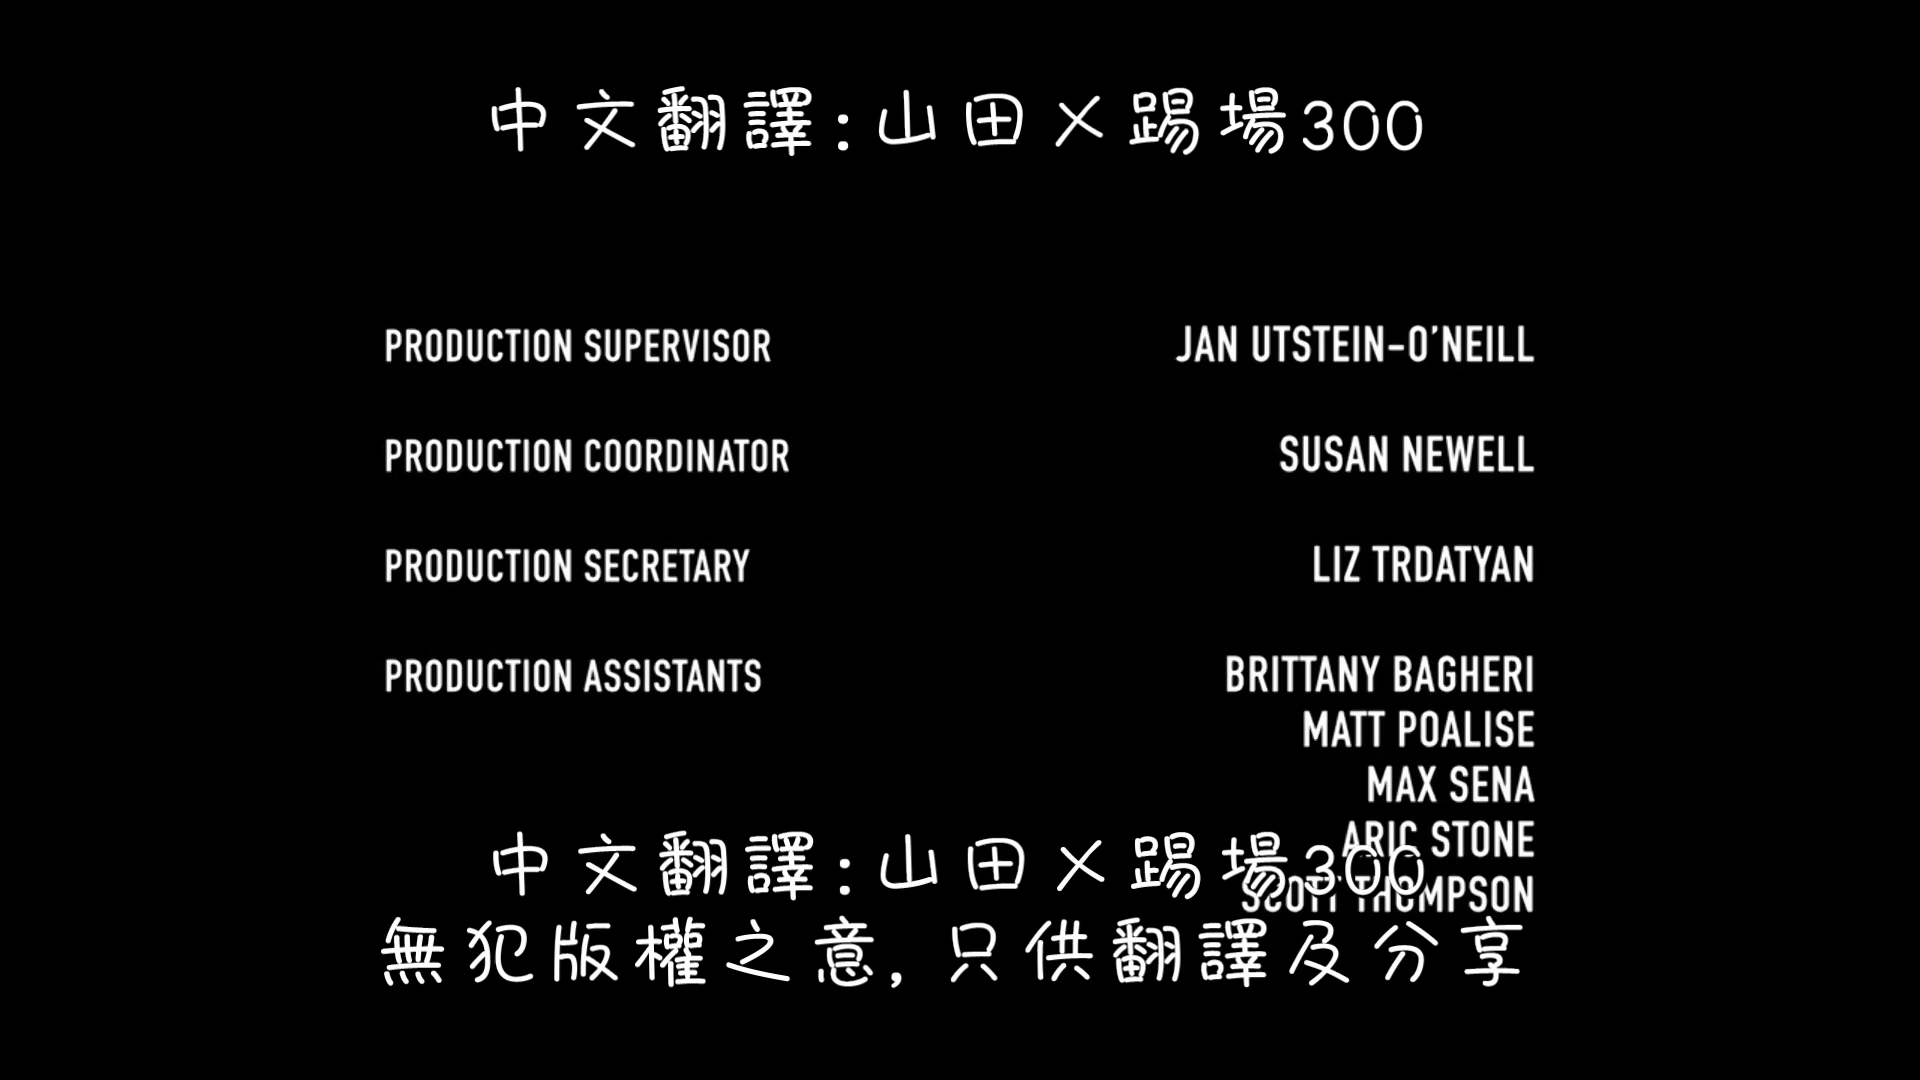 中文翻譯:山田×踢場300
PRODUCTION SUPERVISOR JAN UTSTEIN-O'NEILL
PRODUCTION COORDINATOR SUSAN NEWELL
PRODUCTION SECRETARY LIZ TRDATYAN
PRODUCTION ASSISTANTS BRITTANY BAGHERI
MATT POALISE
MAX SENA
ARIC STONE
中文翻譯:山田×踢場300
SCOTT THOMPSON
無犯版權之意,只供翻譯及分享